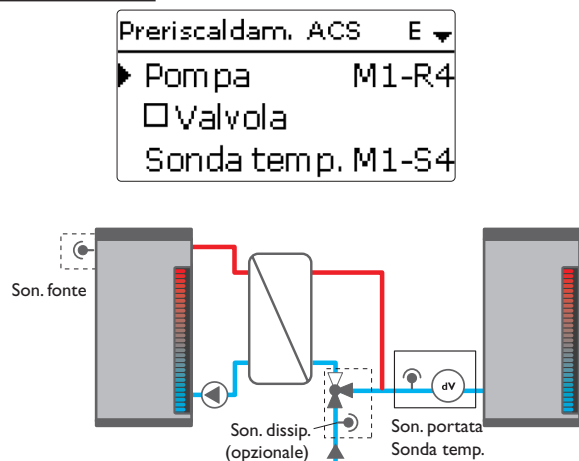 Preriscaldam. ACS E
Pompa M1-R4
Valvola
Sonda temp. M1-S4
Son. fonte
dV
Son. dissip.
(opzionale)
Son. portata
Sonda temp.